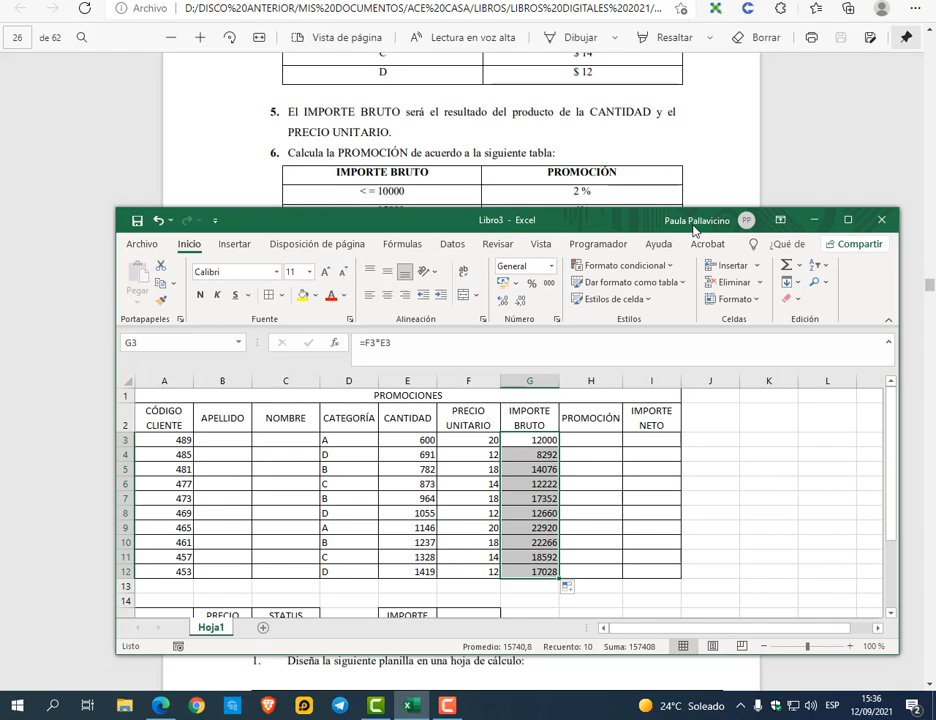 Archivo D:/DISCO%20ANTERIOR/MIS%20DOCUMENTOS/ACE%20CASA/LIBROS/LIBROS%20DIGITALES%202021/...
26 de 62 Vista de página Lectura en voz alta Dibujar Resaltar Borrar
C $ 14
D $ 12
5. El IMPORTE BRUTO será el resultado del producto de la CANTIDAD y el
PRECIO UNITARIO.
6. Calcula la PROMOCIÓN de acuerdo a la siguiente tabla:
IMPORTE BRUTO PROMOCIÓN
< = 10000 2 %
Libro3 - Excel Paula Pallavicino PP
Archivo Inicio Insertar Disposición de página Fórmulas Datos Revisar Vista Programador Ayuda Acrobat ¿Qué de Compartir
Pegar Calibri 11 General Formato condicional Insertar
N K S % 000 Dar formato como tabla Eliminar
Estilos de celda Formato
Portapapeles Fuente Alineación Número Estilos Celdas Edición
G3 fx =F3*E3
A B C D E F G H I J K L
1 PROMOCIONES
2 CÓDIGO CLIENTE APELLIDO NOMBRE CATEGORÍA CANTIDAD PRECIO UNITARIO IMPORTE BRUTO PROMOCIÓN IMPORTE NETO
3 489 A 600 20 12000
4 485 D 691 12 8292
5 481 B 782 18 14076
6 477 C 873 14 12222
7 473 B 964 18 17352
8 469 D 1055 12 12660
9 465 A 1146 20 22920
10 461 B 1237 18 22266
11 457 C 1328 14 18592
12 453 D 1419 12 17028
13
14
PRECIO STATUS IMPORTE
Hoja1
Listo Promedio: 15740,8 Recuento: 10 Suma: 157408 100 %
1. Diseña la siguiente planilla en una hoja de cálculo:
24°C Soleado ESP 15:36
12/09/2021 2